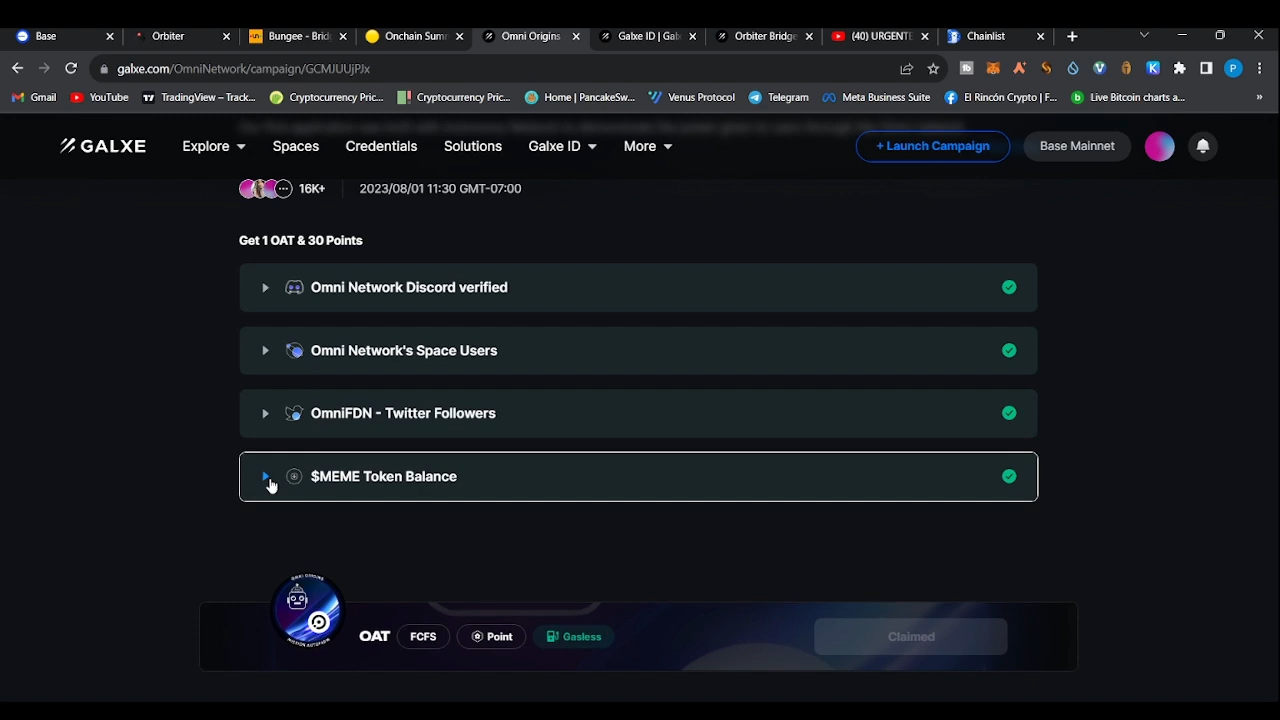 Base
Orbiter
Bungee - Brid
Onchain Sumr
Omni Origins
Galxe ID | Gal
Orbiter Bridge
(40) URGENTE
Chainlist
galxe.com/OmniNetwork/campaign/GCMJUUjPJx
Gmail
YouTube
TradingView – Track...
Cryptocurrency Pric...
Cryptocurrency Pric...
Home | PancakeSw...
Venus Protocol
Telegram
Meta Business Suite
El Rincón Crypto | F...
Live Bitcoin charts a...
»
GALXE
Explore
Spaces
Credentials
Solutions
Galxe ID
More
+ Launch Campaign
Base Mainnet
16K+
2023/08/01 11:30 GMT-07:00
Get 1 OAT & 30 Points
Omni Network Discord verified
Omni Network's Space Users
OmniFDN - Twitter Followers
$MEME Token Balance
OMNI ORIGINS
OAT
FCFS
Point
Gasless
Claimed